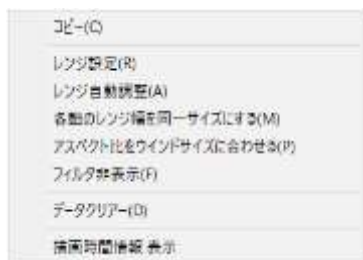 コピー(C)
レンジ設定(R)
レンジ自動調整(A)
各軸のレンジ幅を同一サイズにする(M)
アスペクト比をウインドサイズに合わせる(P)
フィルタ非表示(F)
データクリアー(D)
描画時間情報 表示